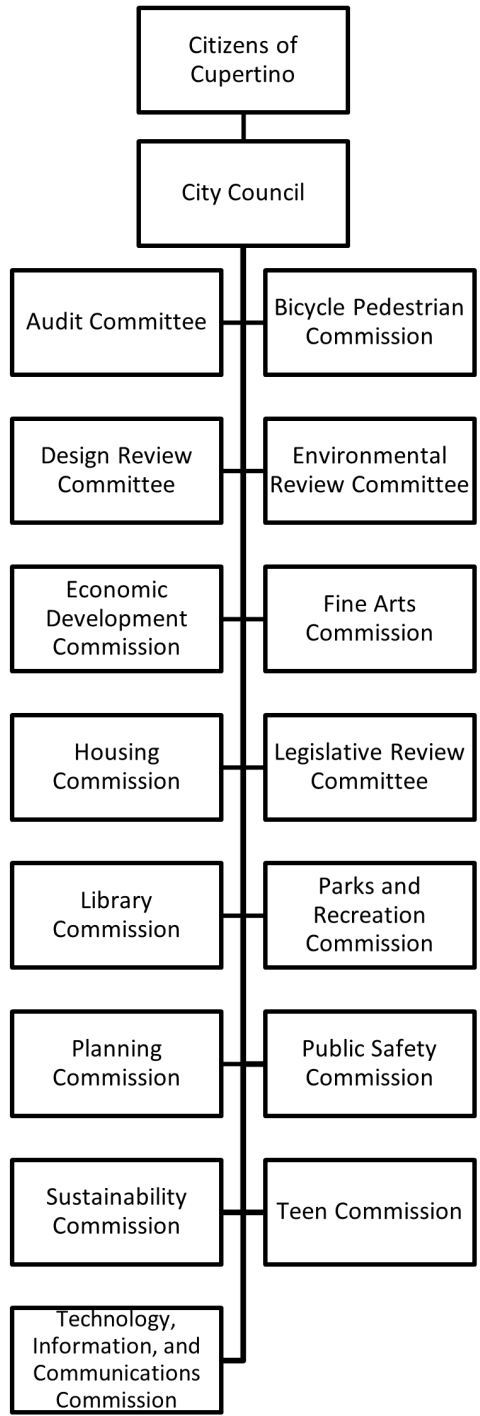 Citizens of
Cupertino
City Council
Audit Committee
Bicycle Pedestrian
Commission
Design Review
Committee
Environmental
Review Committee
Economic
Development
Commission
Fine Arts
Commission
Housing
Commission
Legislative Review
Committee
Library
Commission
Parks and
Recreation
Commission
Planning
Commission
Public Safety
Commission
Sustainability
Commission
Teen Commission
Technology,
Information, and
Communications
Commission